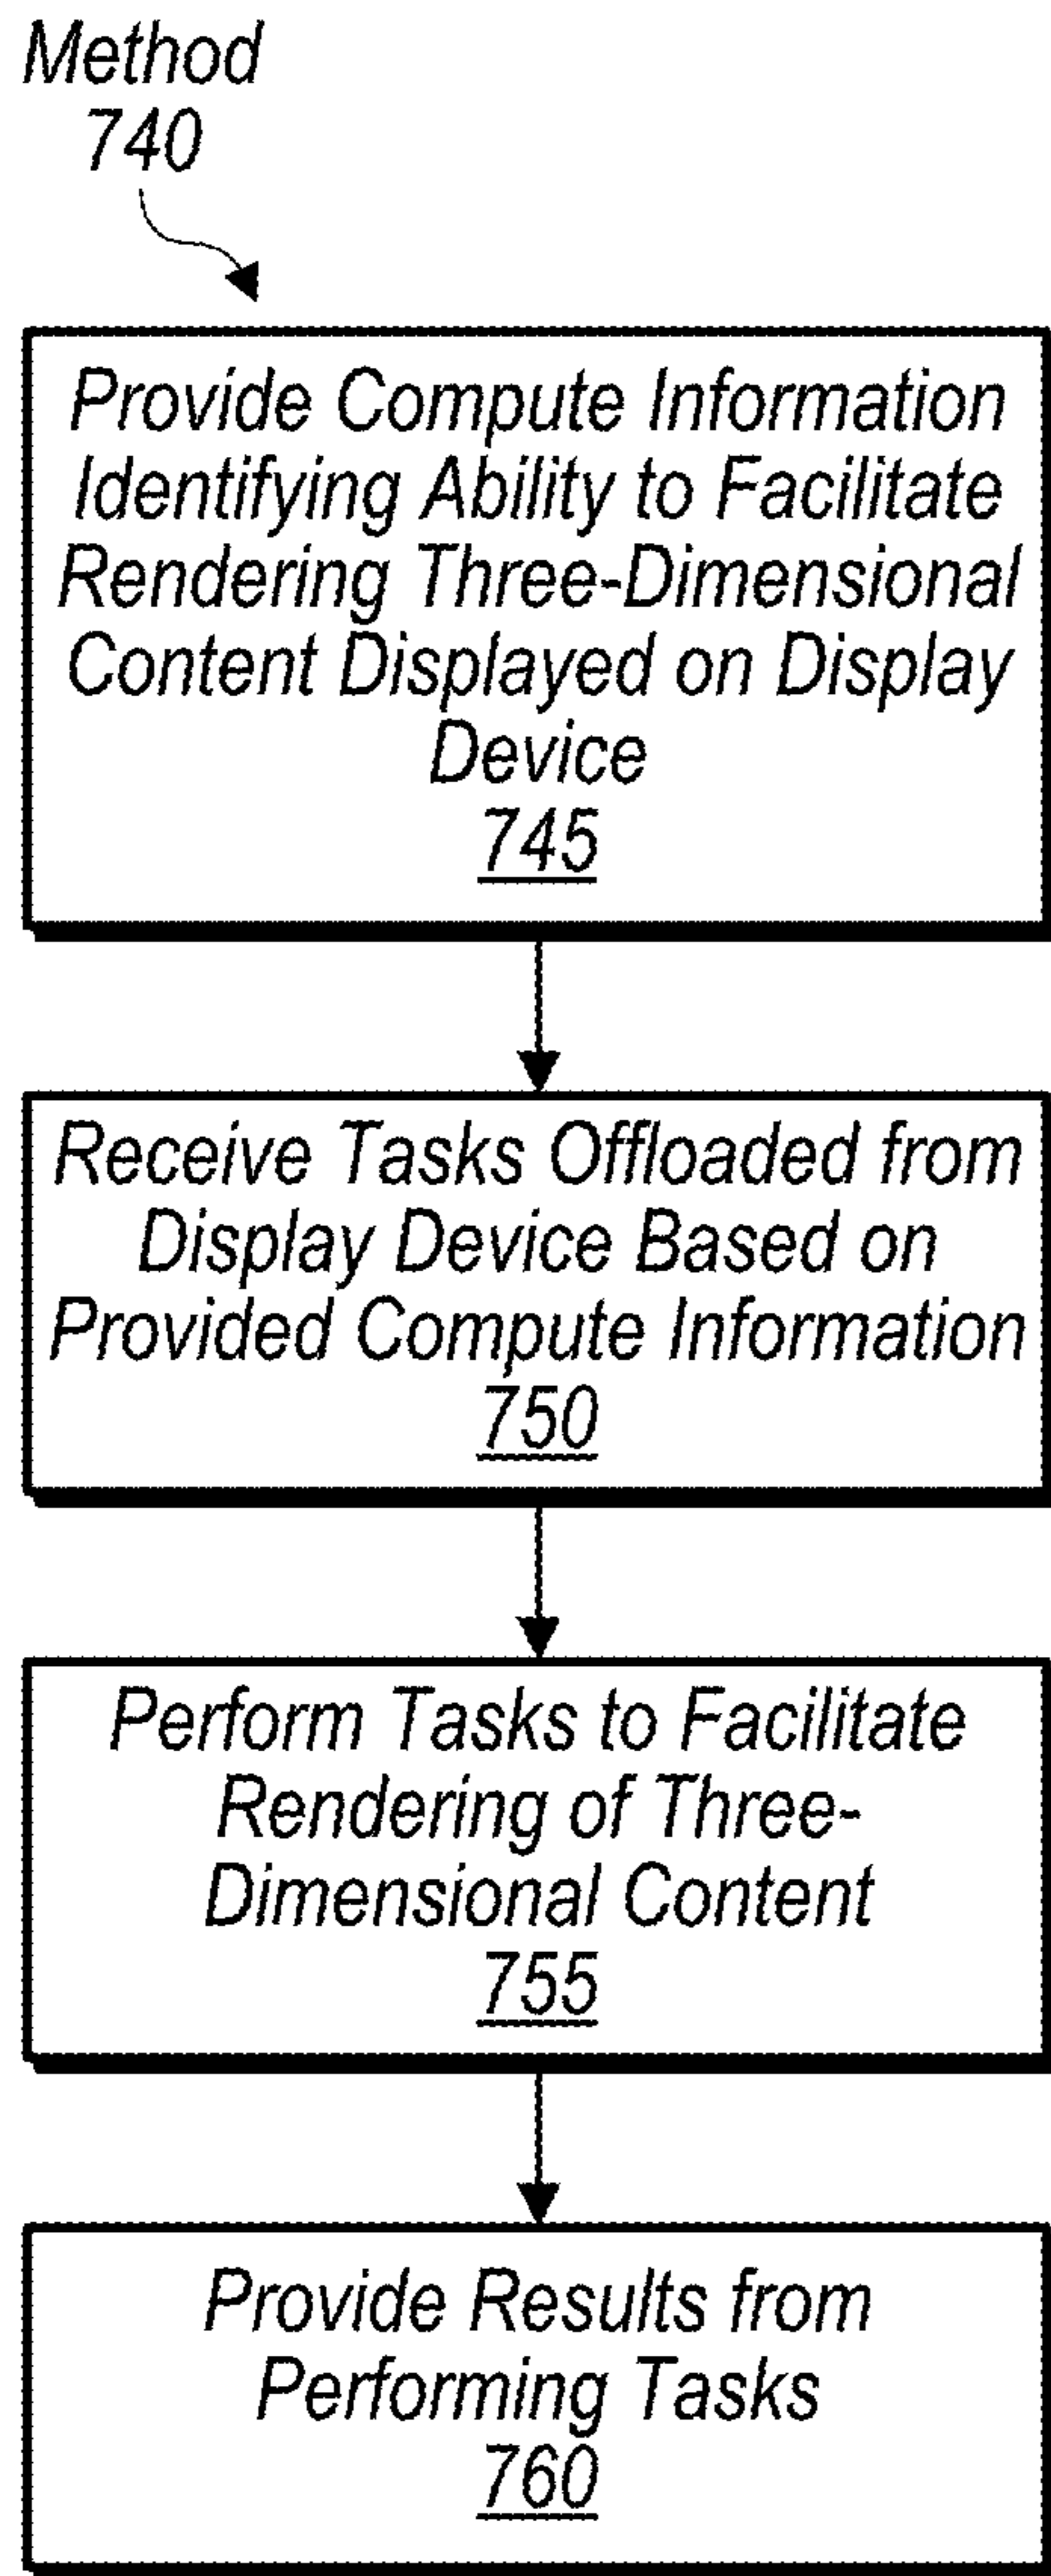 Method
740
Provide Compute Information
Identifying Ability to Facilitate
Rendering Three-Dimensional
Content Displayed on Display
Device
745
Receive Tasks Offloaded from
Display Device Based on
Provided Compute Information
750
Perform Tasks to Facilitate
Rendering of Three-
Dimensional Content
755
Provide Results from
Performing Tasks
760